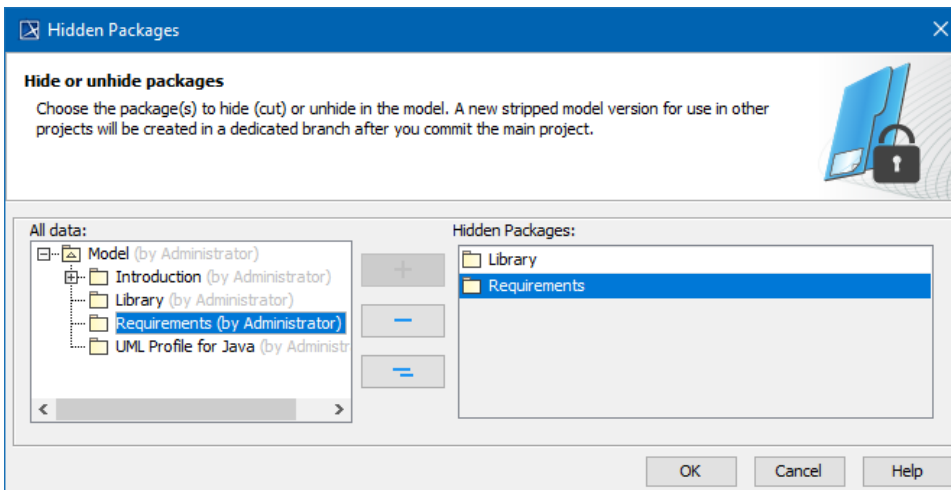 Hidden Packages
Hide or unhide packages
Choose the package(s) to hide (cut) or unhide in the model. A new stripped model version for use in other
projects will be created in a dedicated branch after you commit the main project.
All data:
Hidden Packages:
Model (by Administrator)
Introduction (by Administrator)
Library (by Administrator)
Requirements (by Administrator)
UML Profile for Java (by Administr
Library
Requirements
OK
Cancel
Help